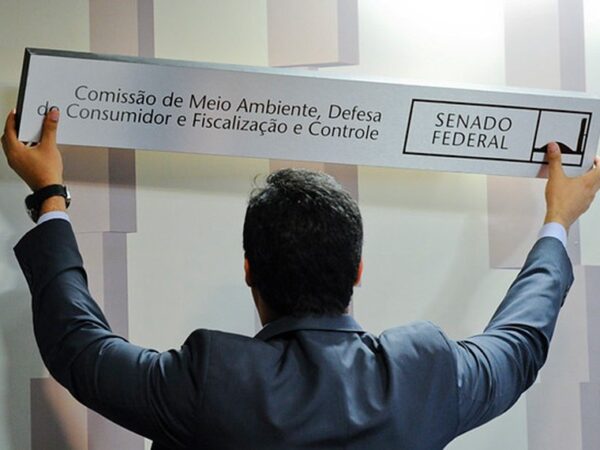 Comissão de Meio Ambiente, Defesa
do Consumidor e Fiscalização e Controle
SENADO
FEDERAL